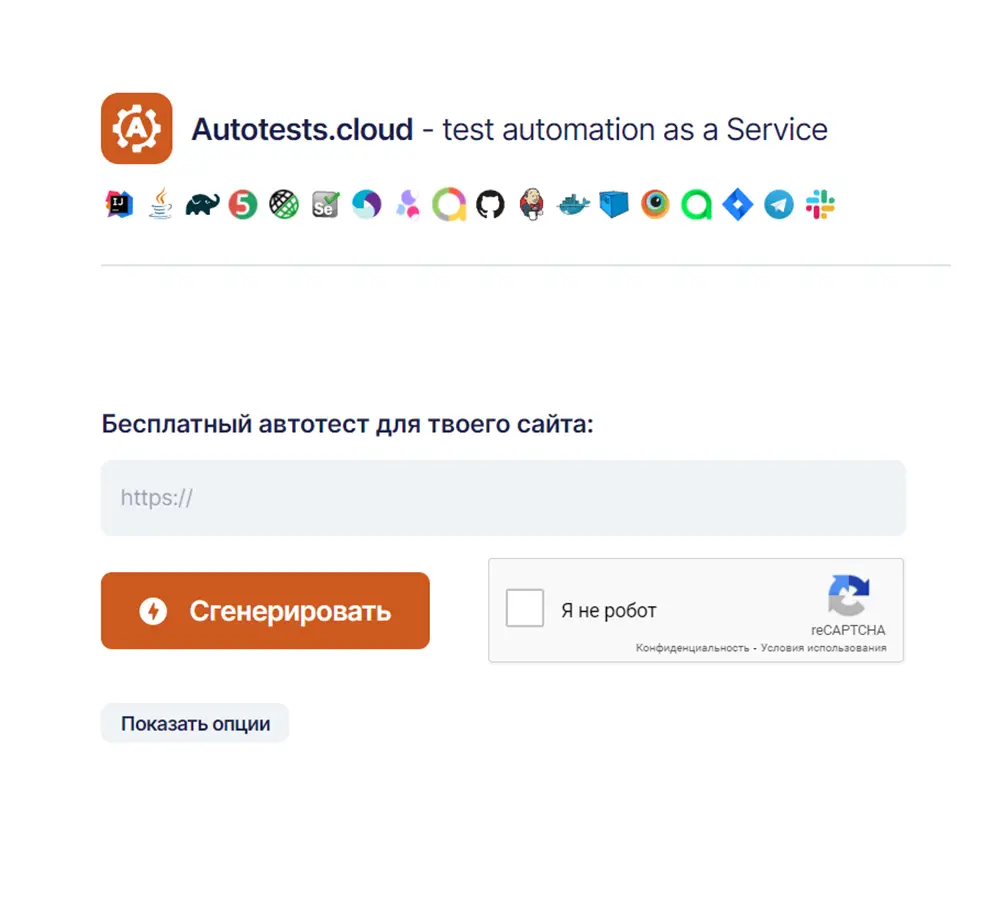 Autotests.cloud - test automation as a Service
Бесплатный автотест для твоего сайта:
https://
Сгенерировать
Я не робот
reCAPTCHA
Конфиденциальность - Условия использования
Показать опции